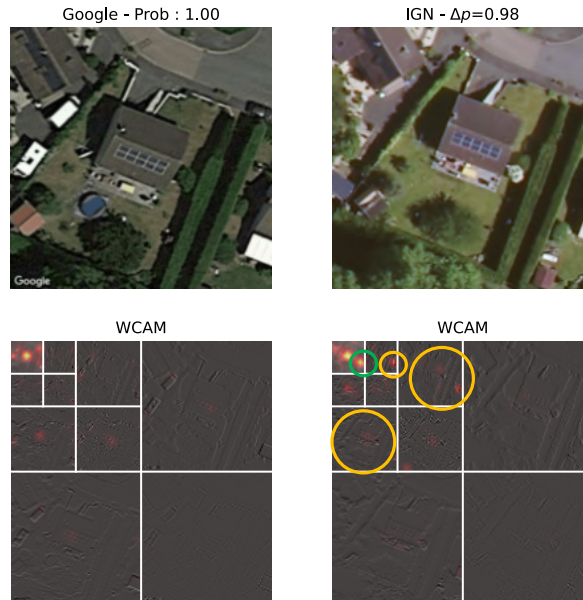 Google - Prob : 1.00
IGN - Δp=0.98
Google
WCAM
WCAM